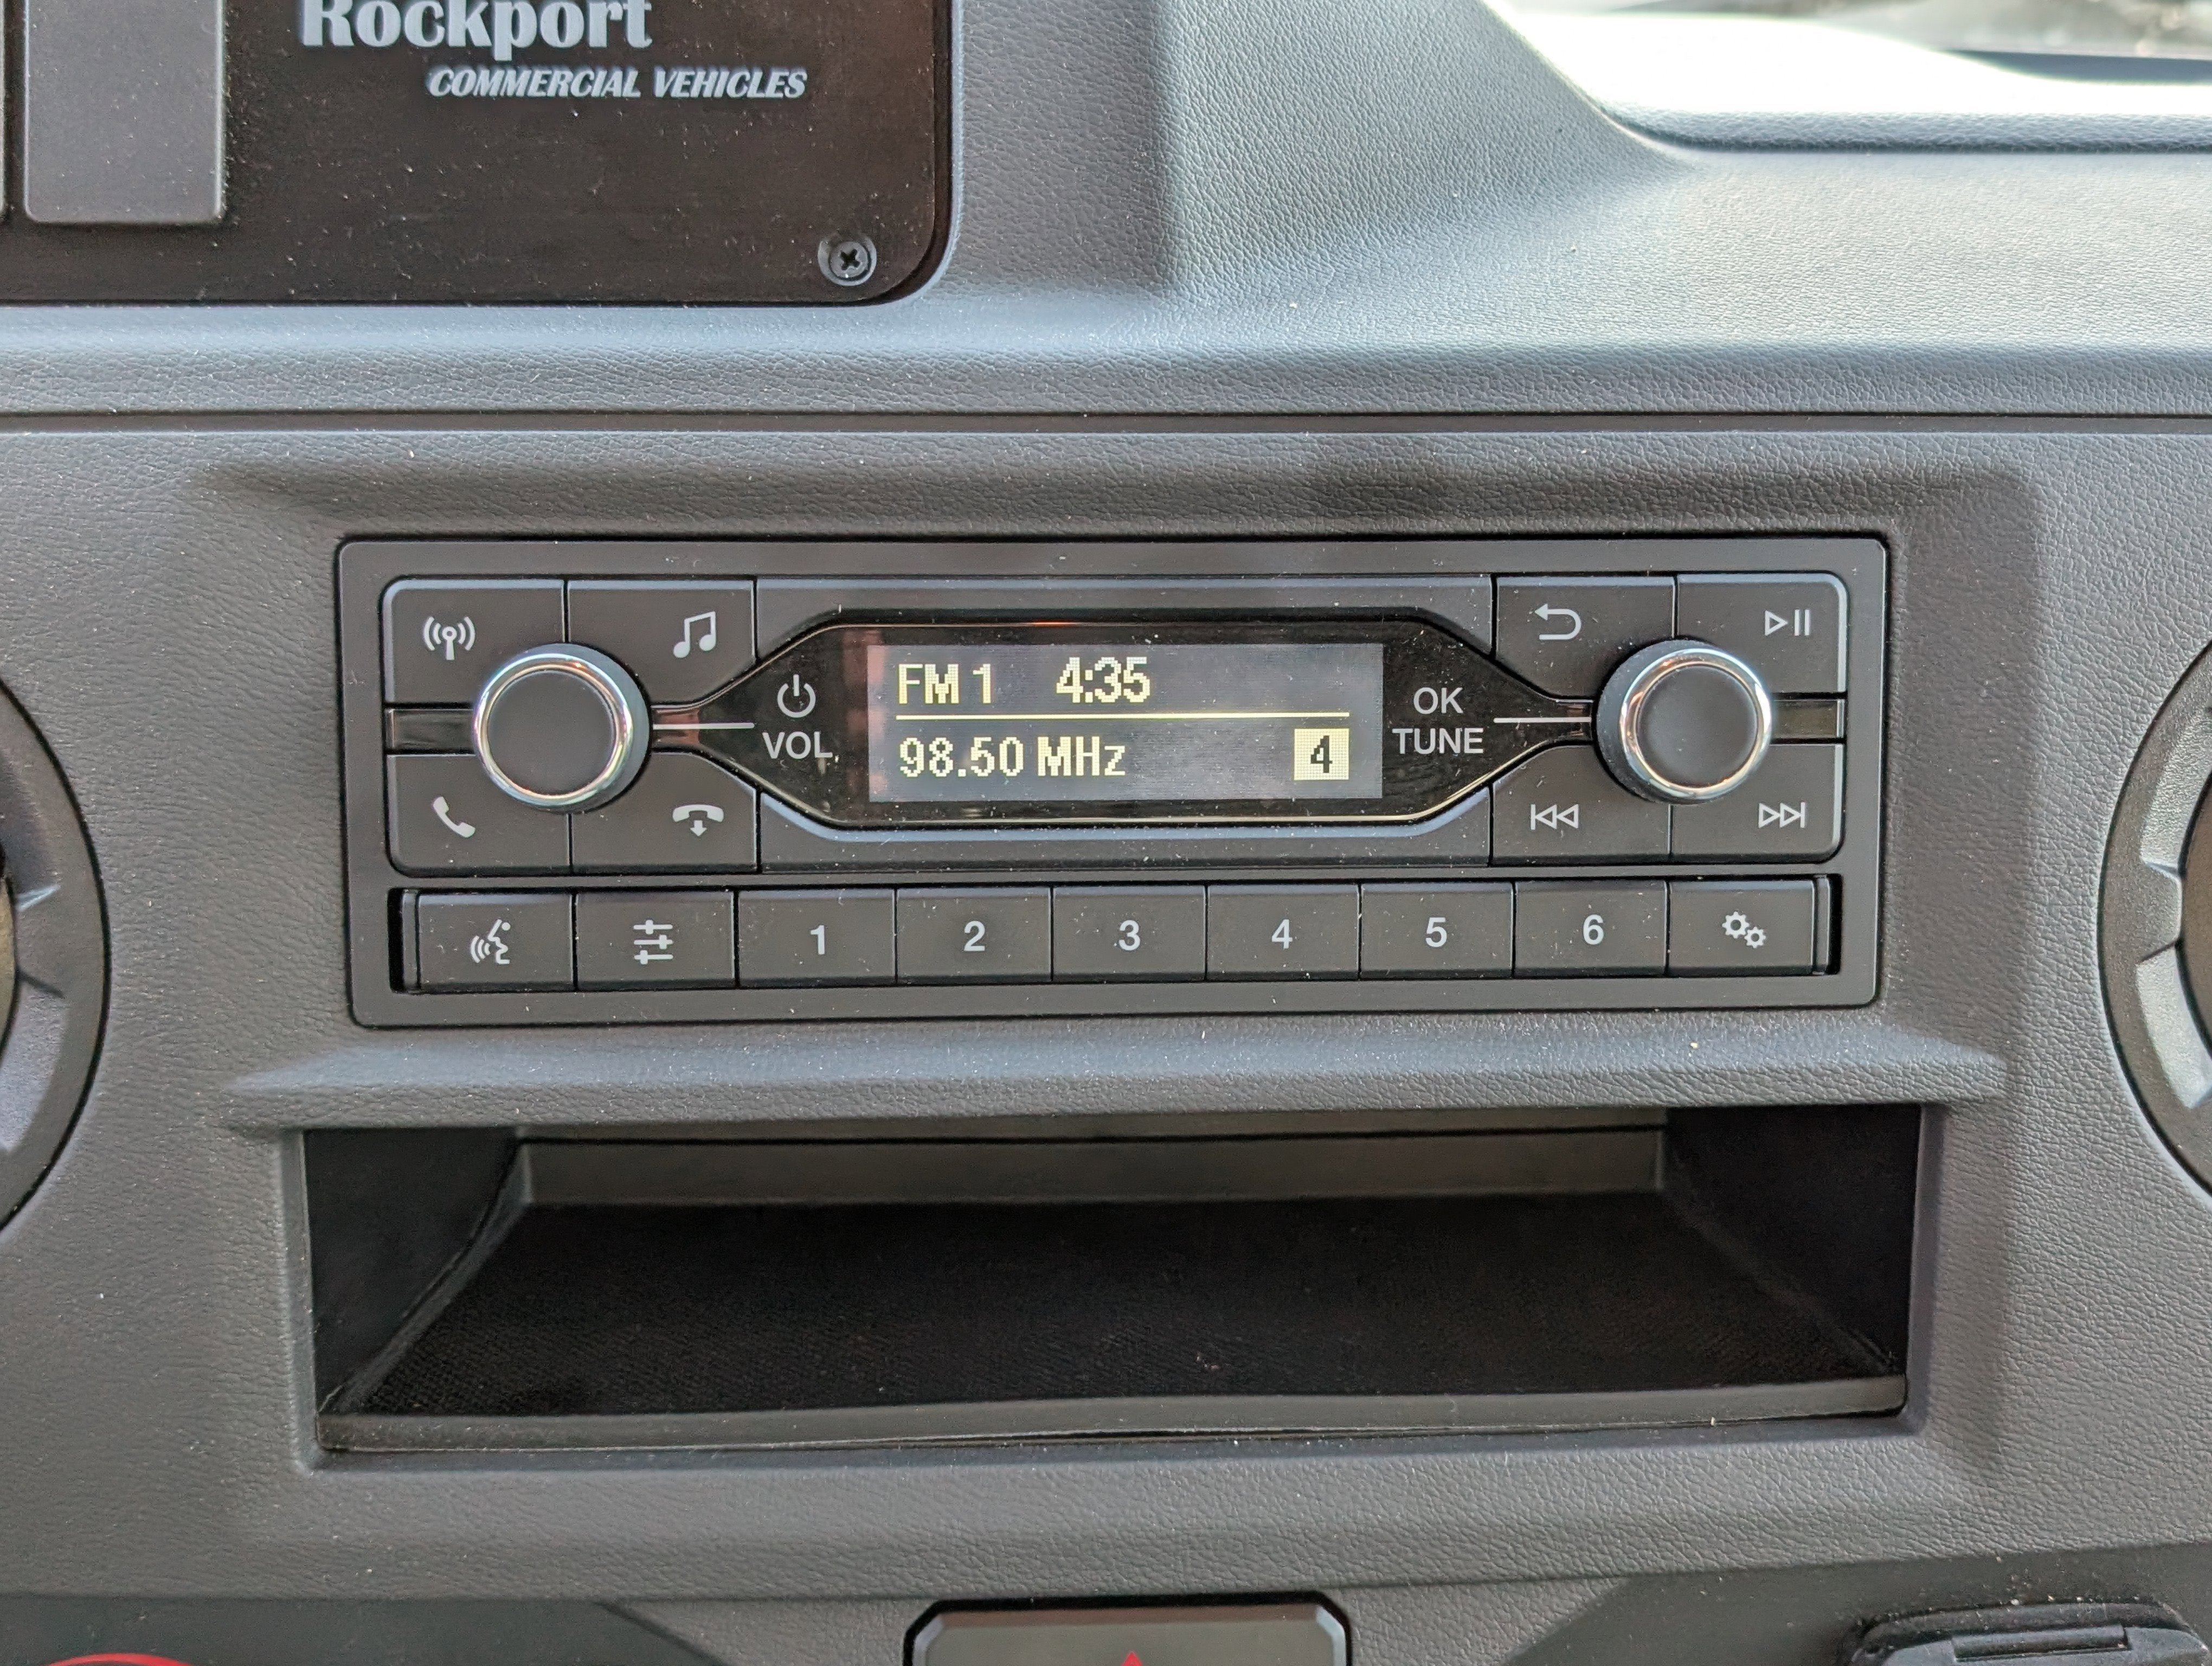 Rockport
COMMERCIAL VEHICLES
FM 1 4:35
98.50 MHz 4
VOL
OK
TUNE
1 2 3 4 5 6